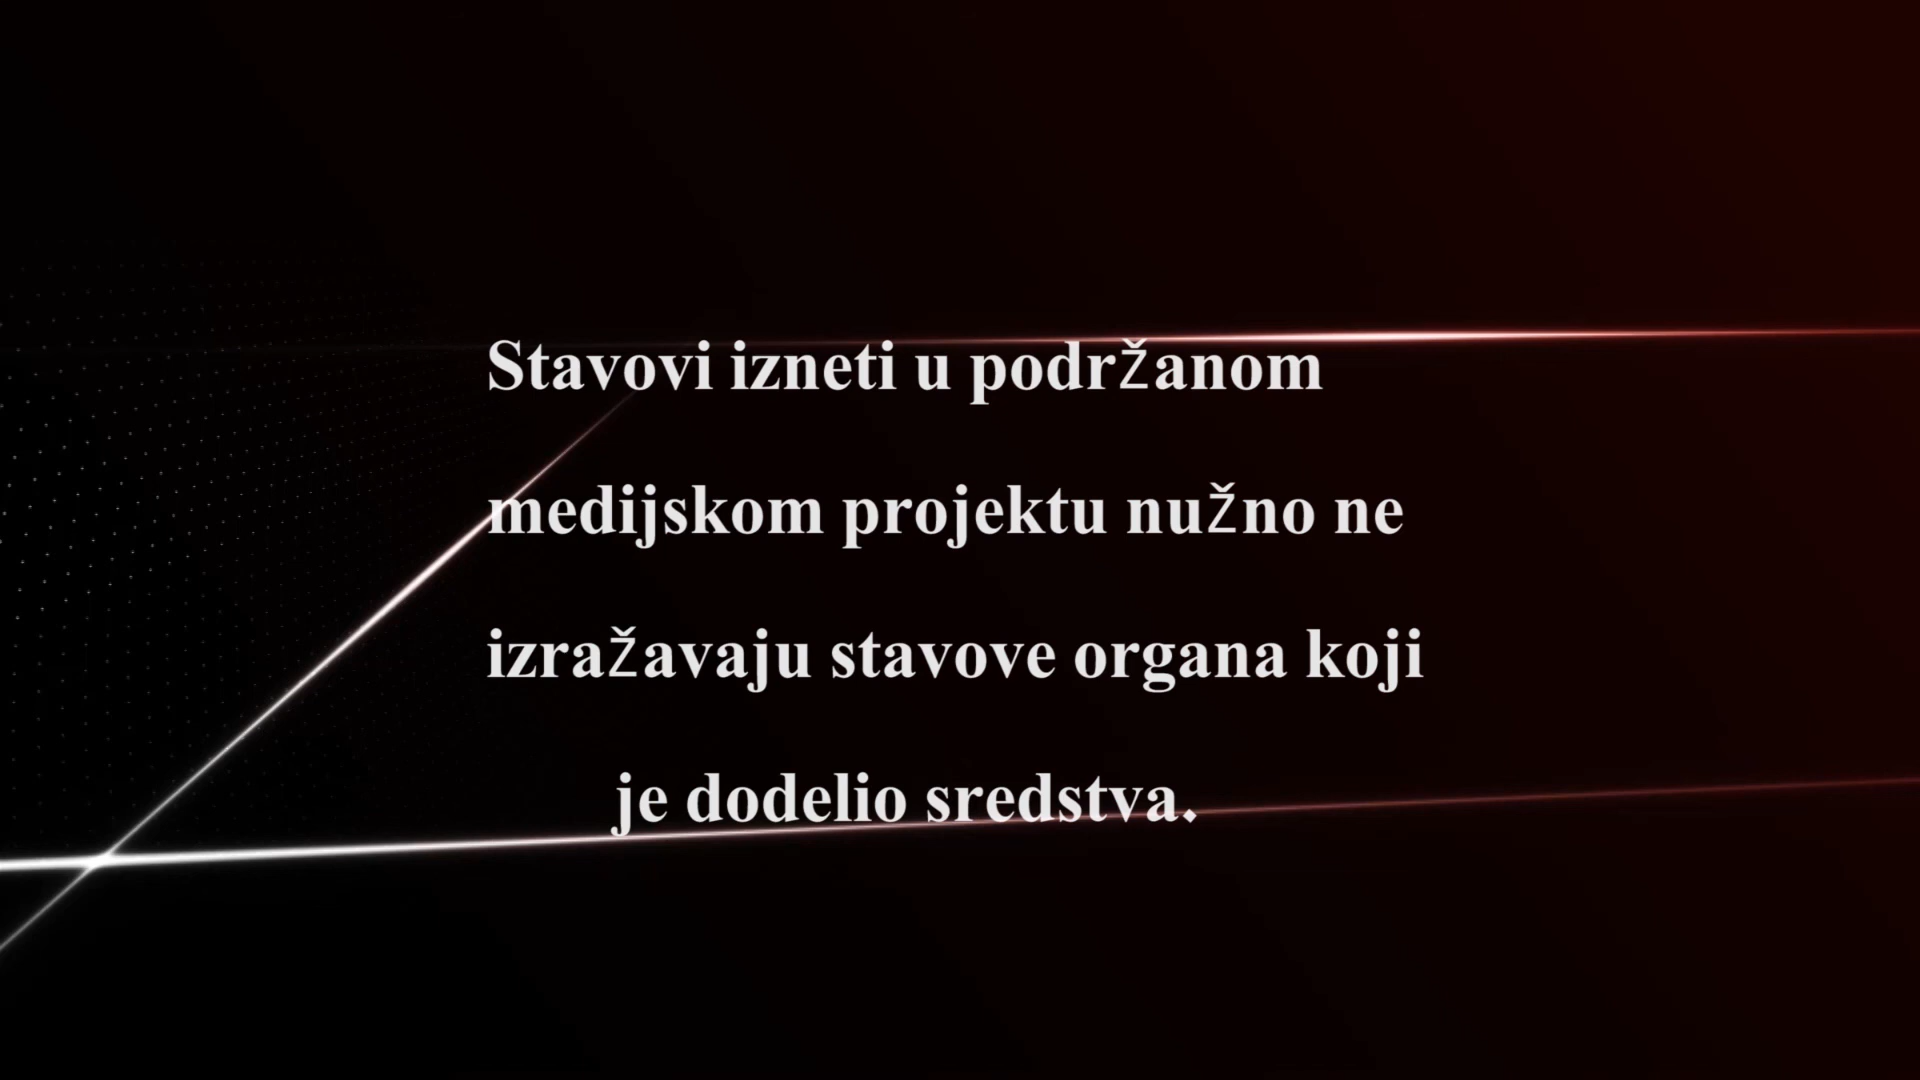 Stavovi izneti u podržanom
medijskom projektu nužno ne
izražavaju stavove organa koji
je dodelio sredstva.